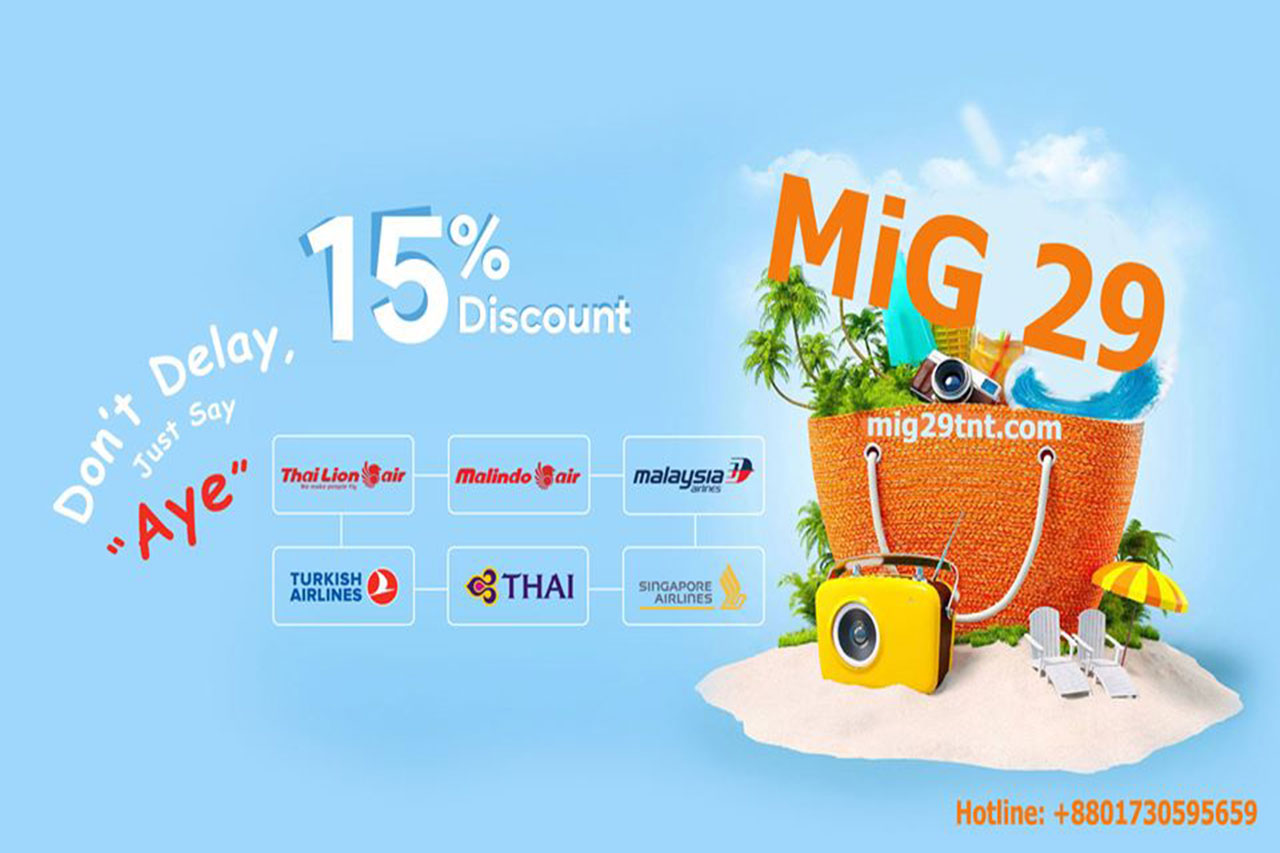 15%
Discount
Don't Delay,
Just Say
"Aye"
Thai Lion air
We make people fly
Malindo air
malaysia
airlines
TURKISH
AIRLINES
THAI
SINGAPORE
AIRLINES
MiG 29
mig29tnt.com
Hotline: +8801730595659